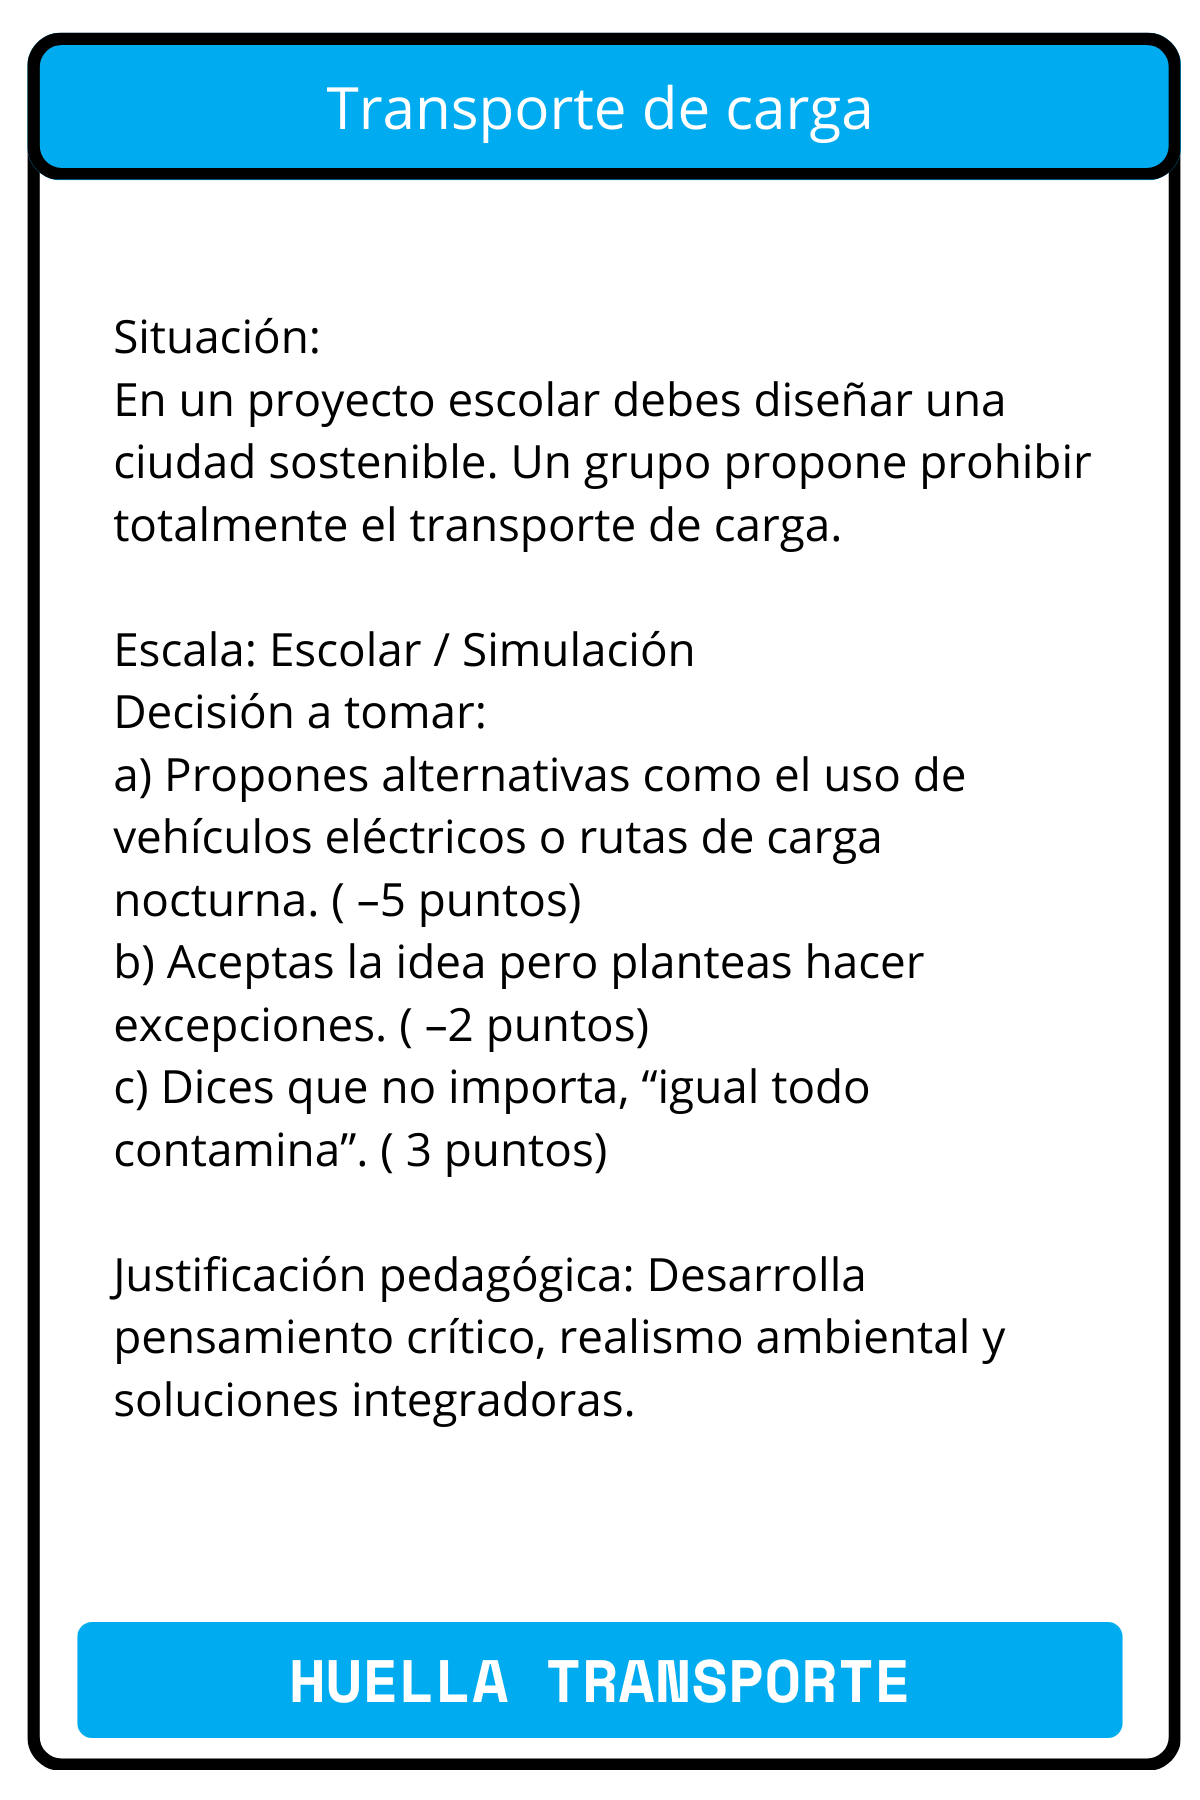 Transporte de carga
Situación:
En un proyecto escolar debes diseñar una
ciudad sostenible. Un grupo propone prohibir
totalmente el transporte de carga.
Escala: Escolar / Simulación
Decisión a tomar:
a) Propones alternativas como el uso de
vehículos eléctricos o rutas de carga
nocturna. ( –5 puntos)
b) Aceptas la idea pero planteas hacer
excepciones. ( –2 puntos)
c) Dices que no importa, “igual todo
contamina”. ( 3 puntos)
Justificación pedagógica: Desarrolla
pensamiento crítico, realismo ambiental y
soluciones integradoras.
HUELLA TRANSPORTE